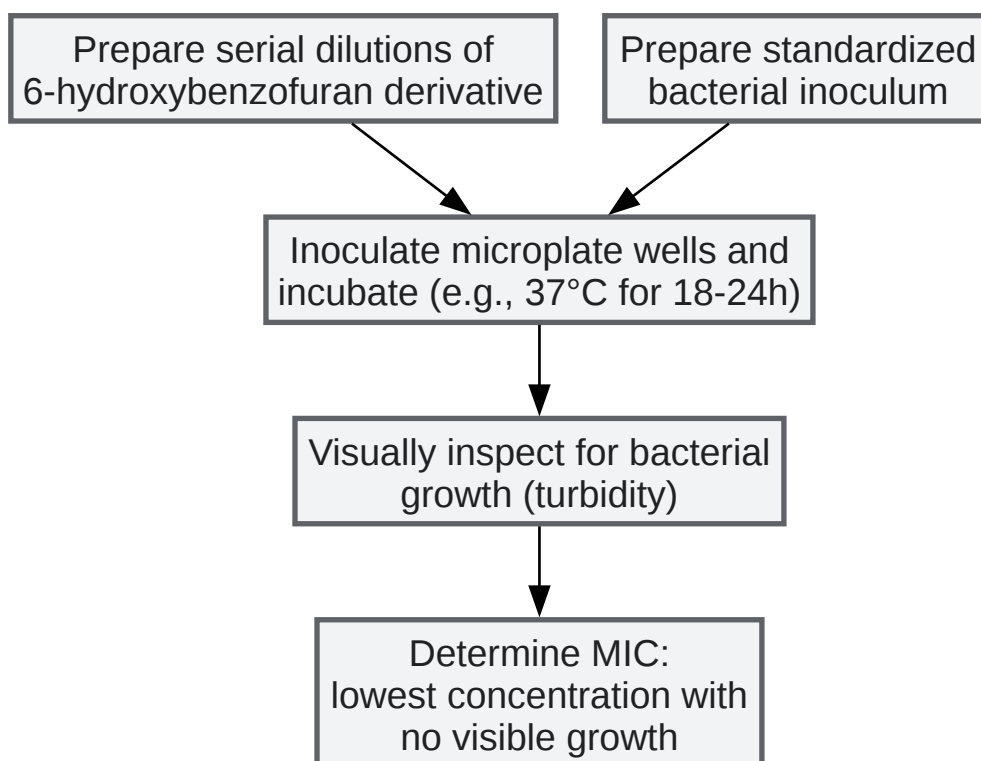 Prepare serial dilutions of
6-hydroxybenzofuran derivative
Prepare standardized
bacterial inoculum
Inoculate microplate wells and
incubate (e.g., 37°C for 18-24h)
Visually inspect for bacterial
growth (turbidity)
Determine MIC:
lowest concentration with
no visible growth